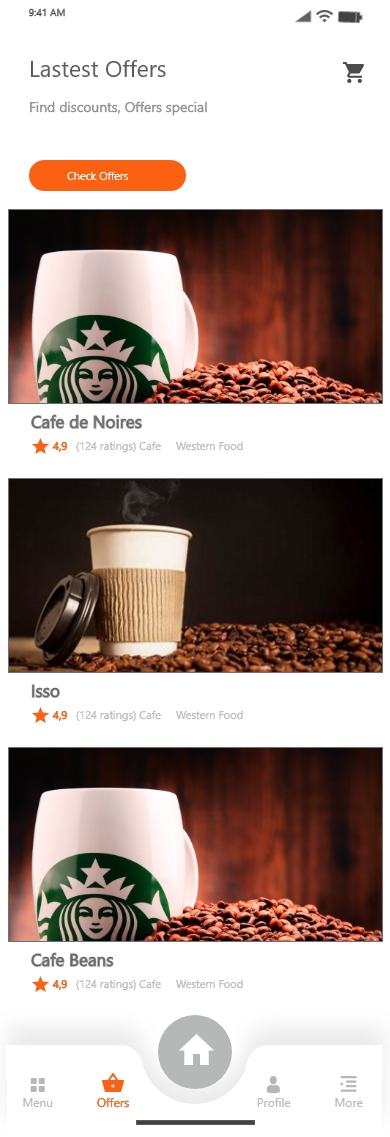 9:41 AM
Lastest Offers
Find discounts, Offers special
Check Offers
Cafe de Noires
4,9 (124 ratings) Cafe Western Food
Isso
4,9 (124 ratings) Cafe Western Food
Cafe Beans
4,9 (124 ratings) Cafe Western Food
Menu Offers Profile More